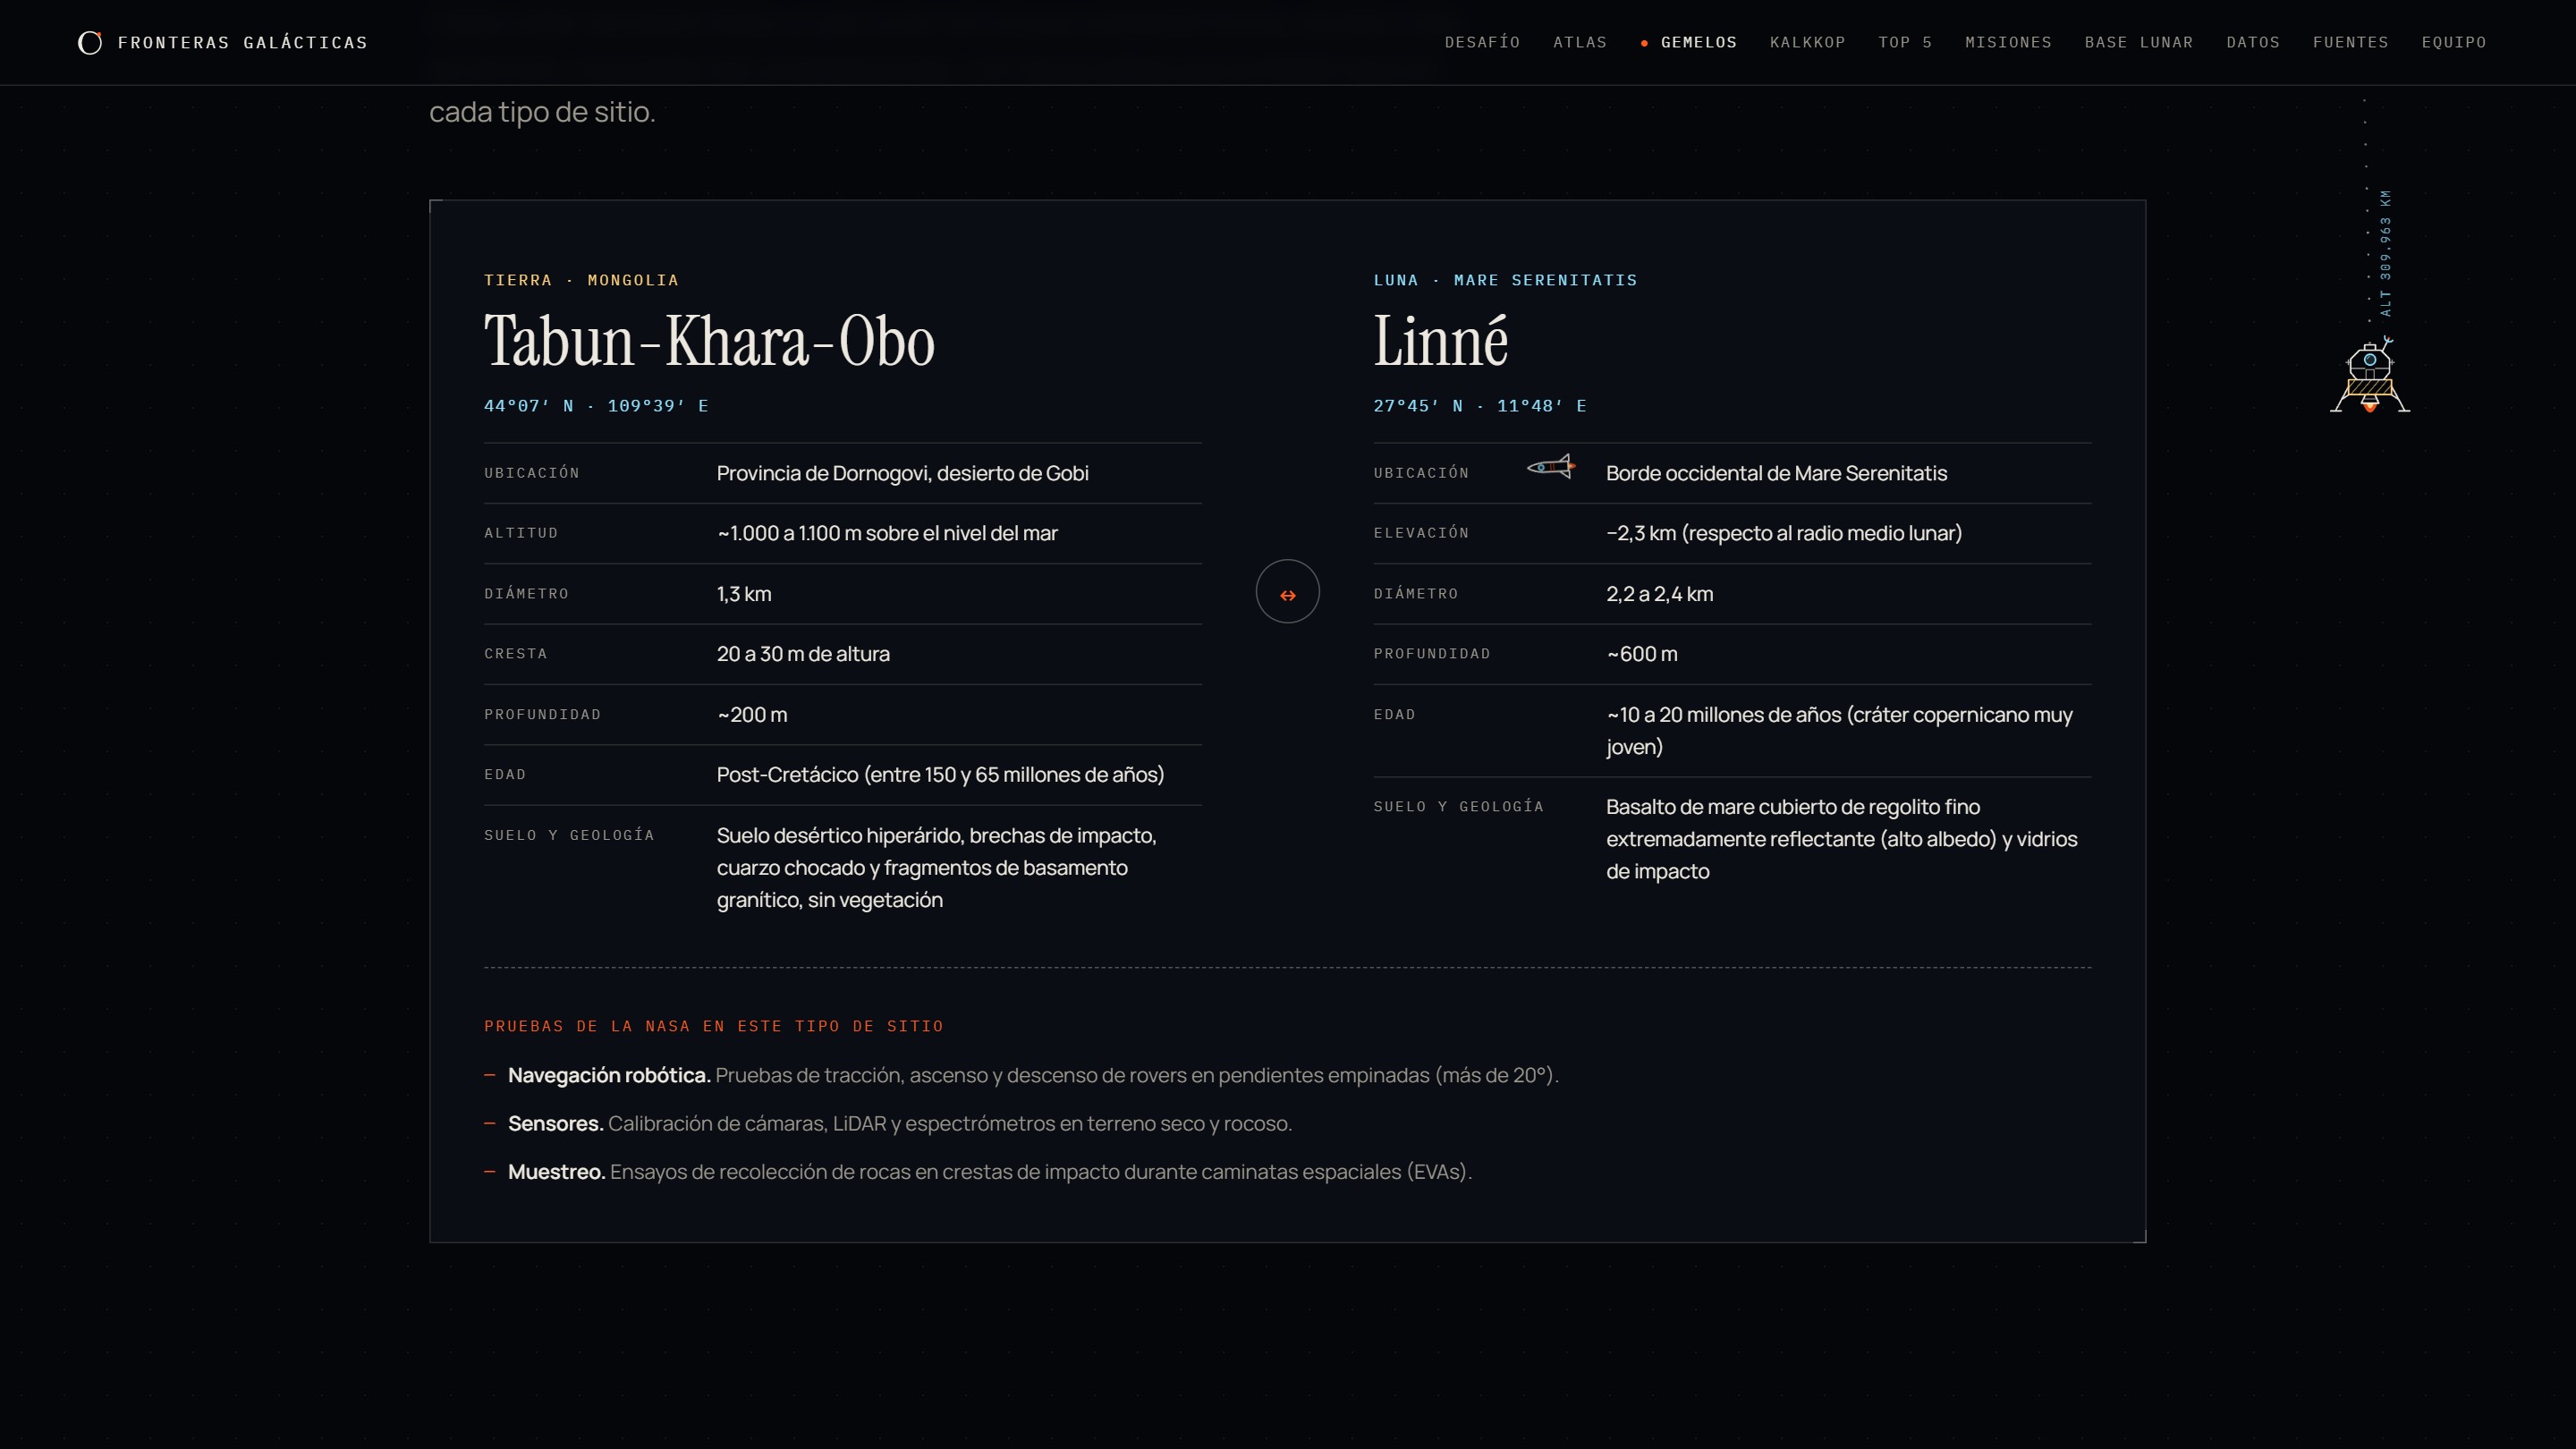 FRONTERAS GALÁCTICAS
DESAFÍO ATLAS GEMELOS KALKKOP TOP 5 MISIONES BASE LUNAR DATOS FUENTES EQUIPO
cada tipo de sitio.
ALT 309.963 KM
TIERRA · MONGOLIA
Tabun-Khara-Obo
44°07′ N · 109°39′ E
UBICACIÓN Provincia de Dornogovi, desierto de Gobi
ALTITUD ~1.000 a 1.100 m sobre el nivel del mar
DIÁMETRO 1,3 km
CRESTA 20 a 30 m de altura
PROFUNDIDAD ~200 m
EDAD Post-Cretácico (entre 150 y 65 millones de años)
SUELO Y GEOLOGÍA Suelo desértico hiperárido, brechas de impacto,
cuarzo chocado y fragmentos de basamento
granítico, sin vegetación
↔
LUNA · MARE SERENITATIS
Linné
27°45′ N · 11°48′ E
UBICACIÓN Borde occidental de Mare Serenitatis
ELEVACIÓN −2,3 km (respecto al radio medio lunar)
DIÁMETRO 2,2 a 2,4 km
PROFUNDIDAD ~600 m
EDAD ~10 a 20 millones de años (cráter copernicano muy
joven)
SUELO Y GEOLOGÍA Basalto de mare cubierto de regolito fino
extremadamente reflectante (alto albedo) y vidrios
de impacto
PRUEBAS DE LA NASA EN ESTE TIPO DE SITIO
— Navegación robótica. Pruebas de tracción, ascenso y descenso de rovers en pendientes empinadas (más de 20°).
— Sensores. Calibración de cámaras, LiDAR y espectrómetros en terreno seco y rocoso.
— Muestreo. Ensayos de recolección de rocas en crestas de impacto durante caminatas espaciales (EVAs).